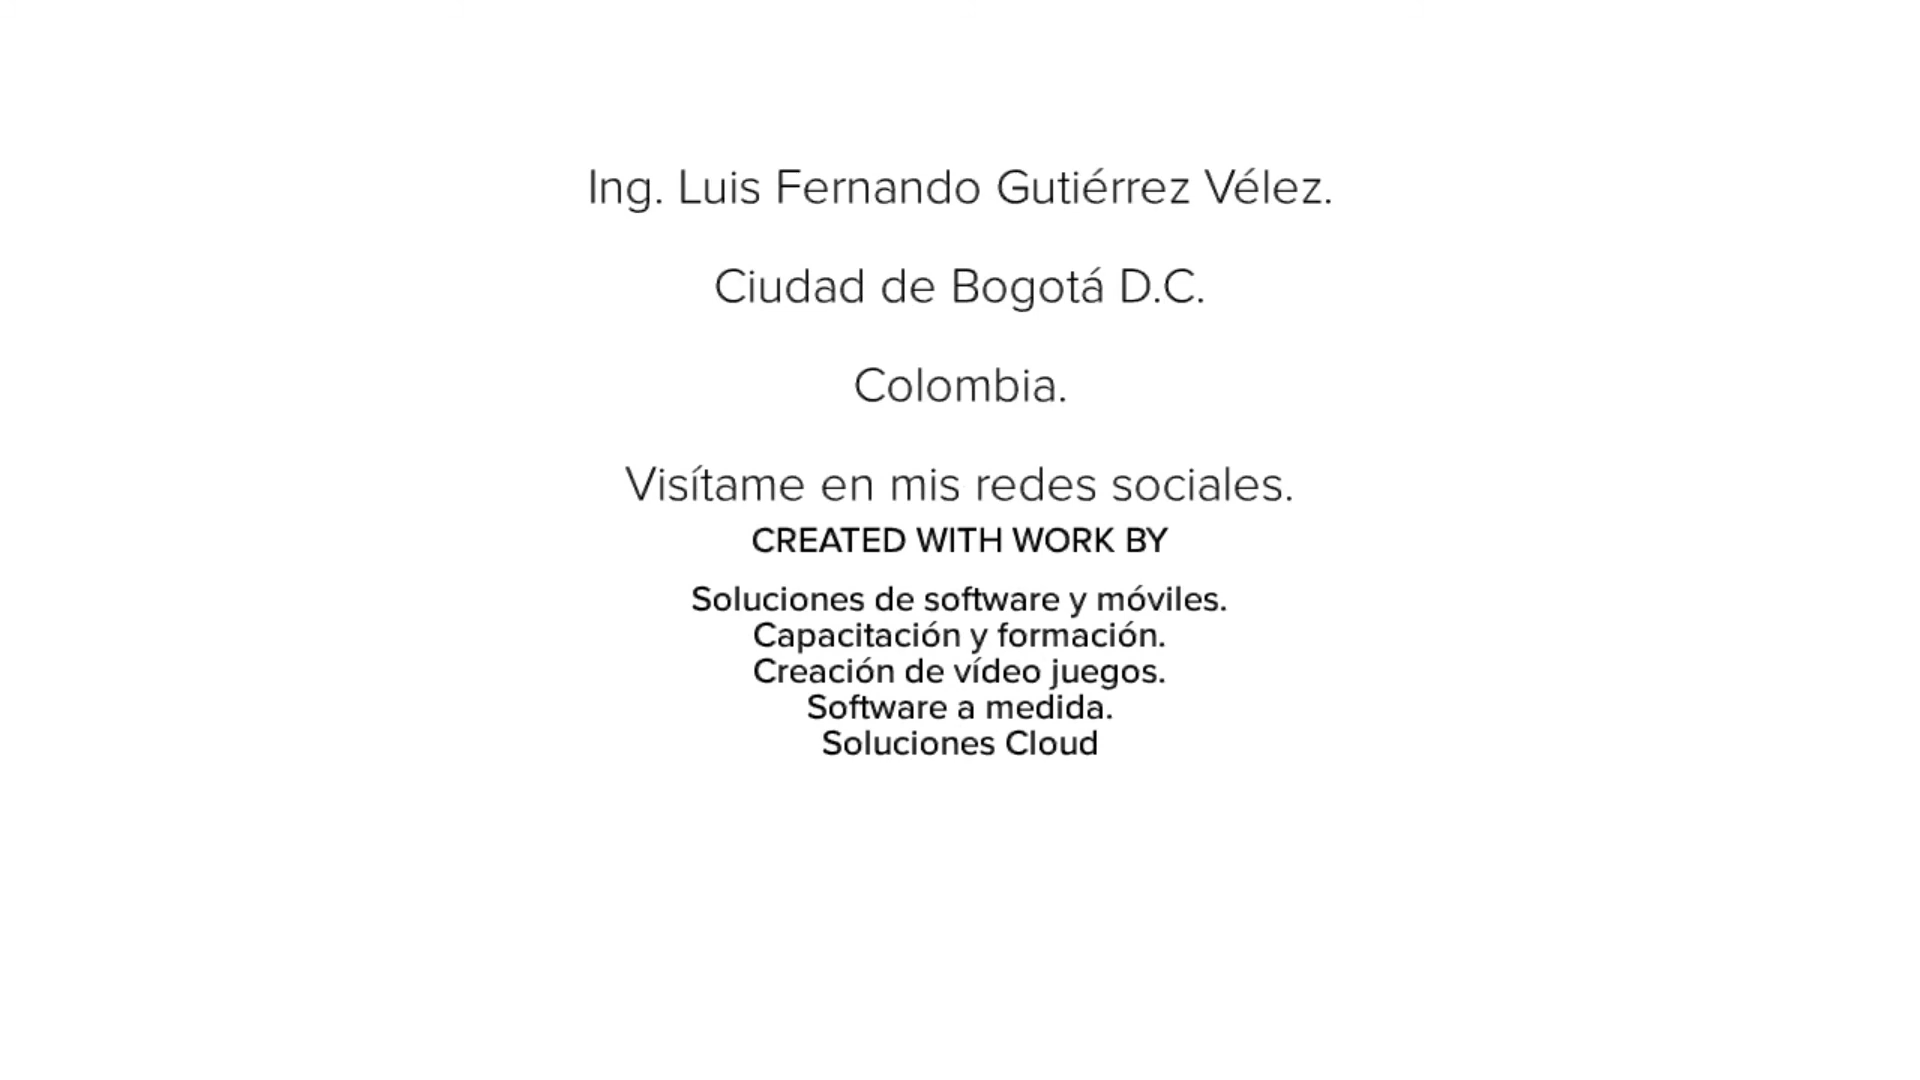 Ing. Luis Fernando Gutiérrez Vélez.
Ciudad de Bogotá D.C.
Colombia.
Visítame en mis redes sociales.
CREATED WITH WORK BY
Soluciones de software y móviles.
Capacitación y formación.
Creación de vídeo juegos.
Software a medida.
Soluciones Cloud